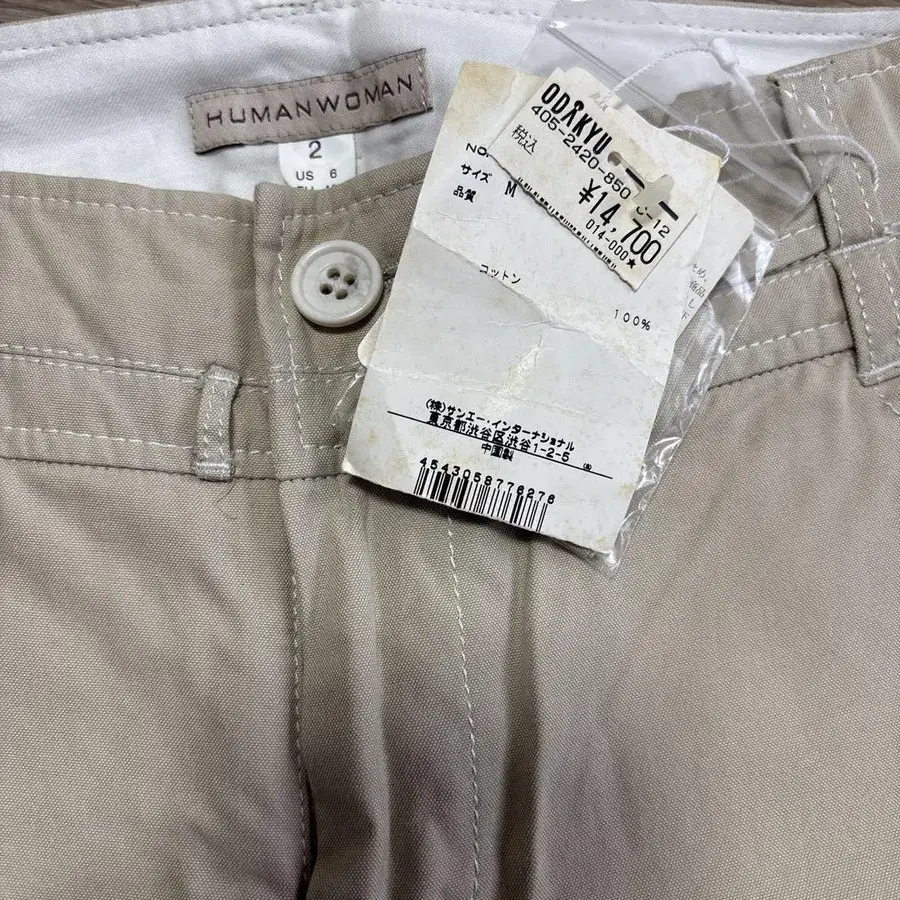 HUMANWOMAN
2
US 6
ODAKYU
405-2420-850
税込
¥14,700
014-000★
NO.
サイズ M
品質
コットン
100%
(株)サンエー・インターナショナル
東京都渋谷区渋谷1-2-5
中国製
4543058776276